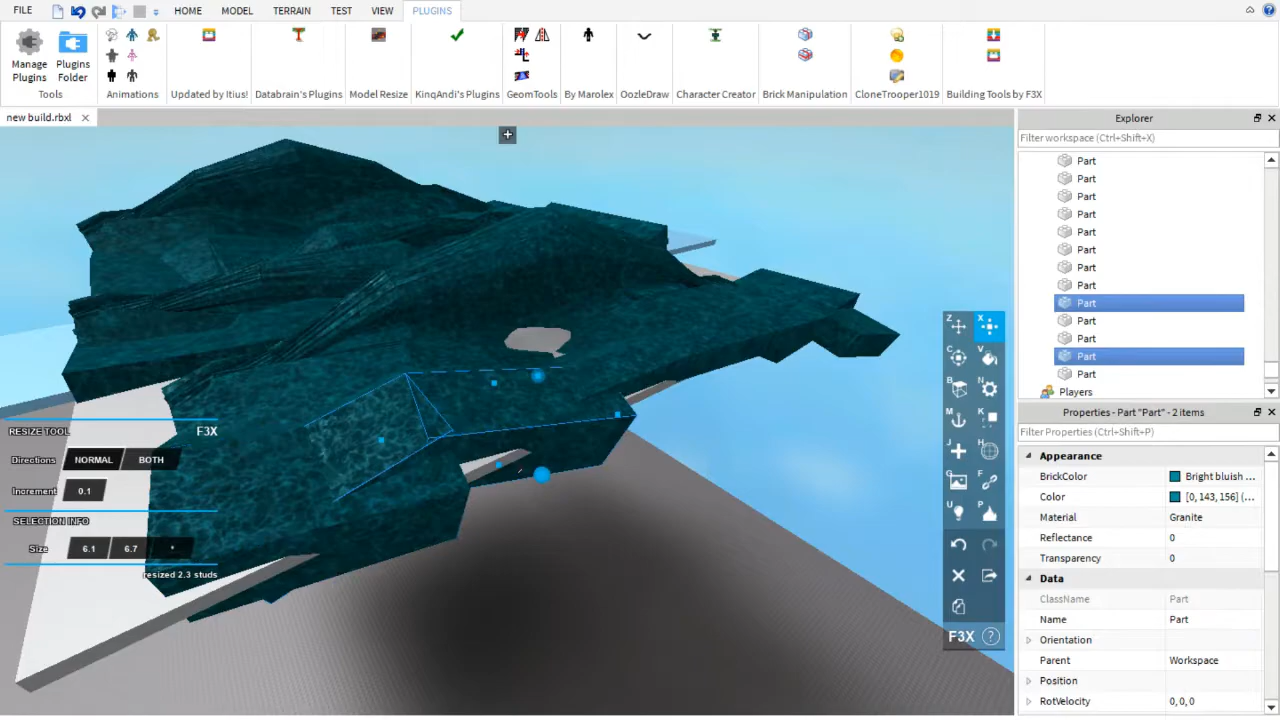 FILE HOME MODEL TERRAIN TEST VIEW PLUGINS
Manage Plugins
Plugins Folder
Tools Animations Updated by Itius! Databrain's Plugins Model Resize KinqAndi's Plugins GeomTools By Marolex OozleDraw Character Creator Brick Manipulation CloneTrooper1019 Building Tools by F3X
new build.rbxl
Explorer
Filter workspace (Ctrl+Shift+X)
Part
Part
Part
Part
Part
Part
Part
Part
Part
Part
Part
Part
Part
Players
Properties - Part "Part" - 2 items
Filter Properties (Ctrl+Shift+P)
Appearance
BrickColor Bright bluish ...
Color [0, 143, 156] (...
Material Granite
Reflectance 0
Transparency 0
Data
ClassName Part
Name Part
Orientation
Parent Workspace
Position
RotVelocity 0, 0, 0
RESIZE TOOL F3X
Directions NORMAL BOTH
Increment 0.1
SELECTION INFO
Size 6.1 6.7 *
resized 2.3 studs
Z X
C V
B N
M K
J H
G F
U P
F3X ?